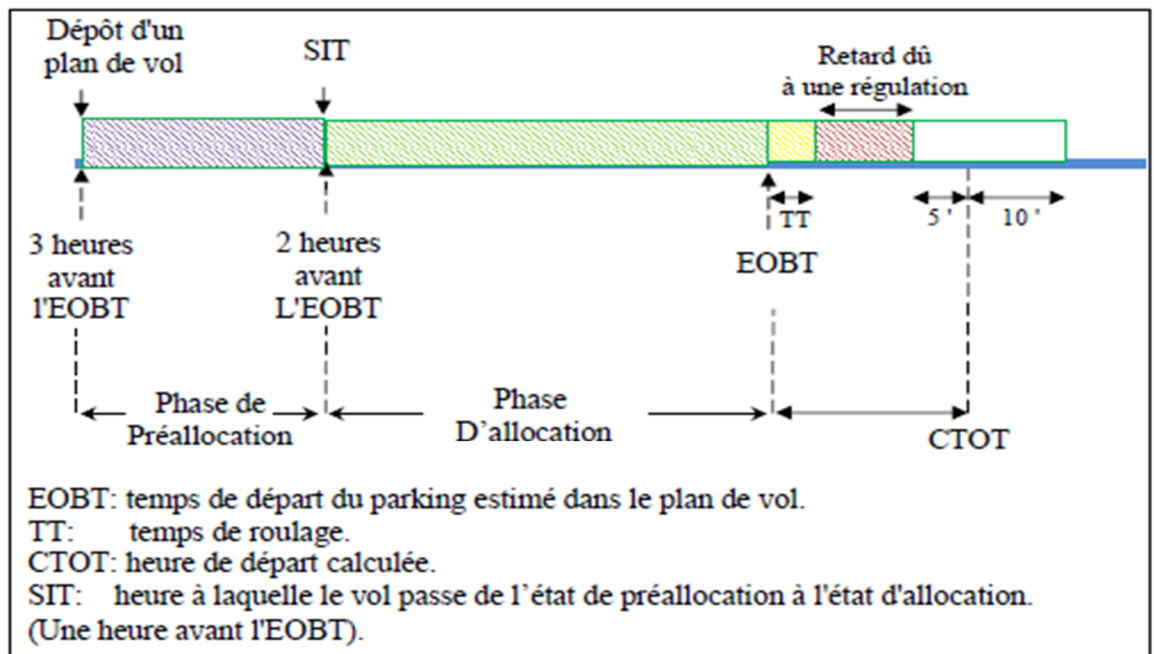 Dépôt d'un
plan de vol
SIT
Retard dû
à une régulation
TT
5 '
10 '
3 heures
avant
l'EOBT
2 heures
avant
L'EOBT
EOBT
Phase de
Préallocation
Phase
D’allocation
CTOT
EOBT: temps de départ du parking estimé dans le plan de vol.
TT: temps de roulage.
CTOT: heure de départ calculée.
SIT: heure à laquelle le vol passe de l’état de préallocation à l'état d'allocation.
(Une heure avant l'EOBT).